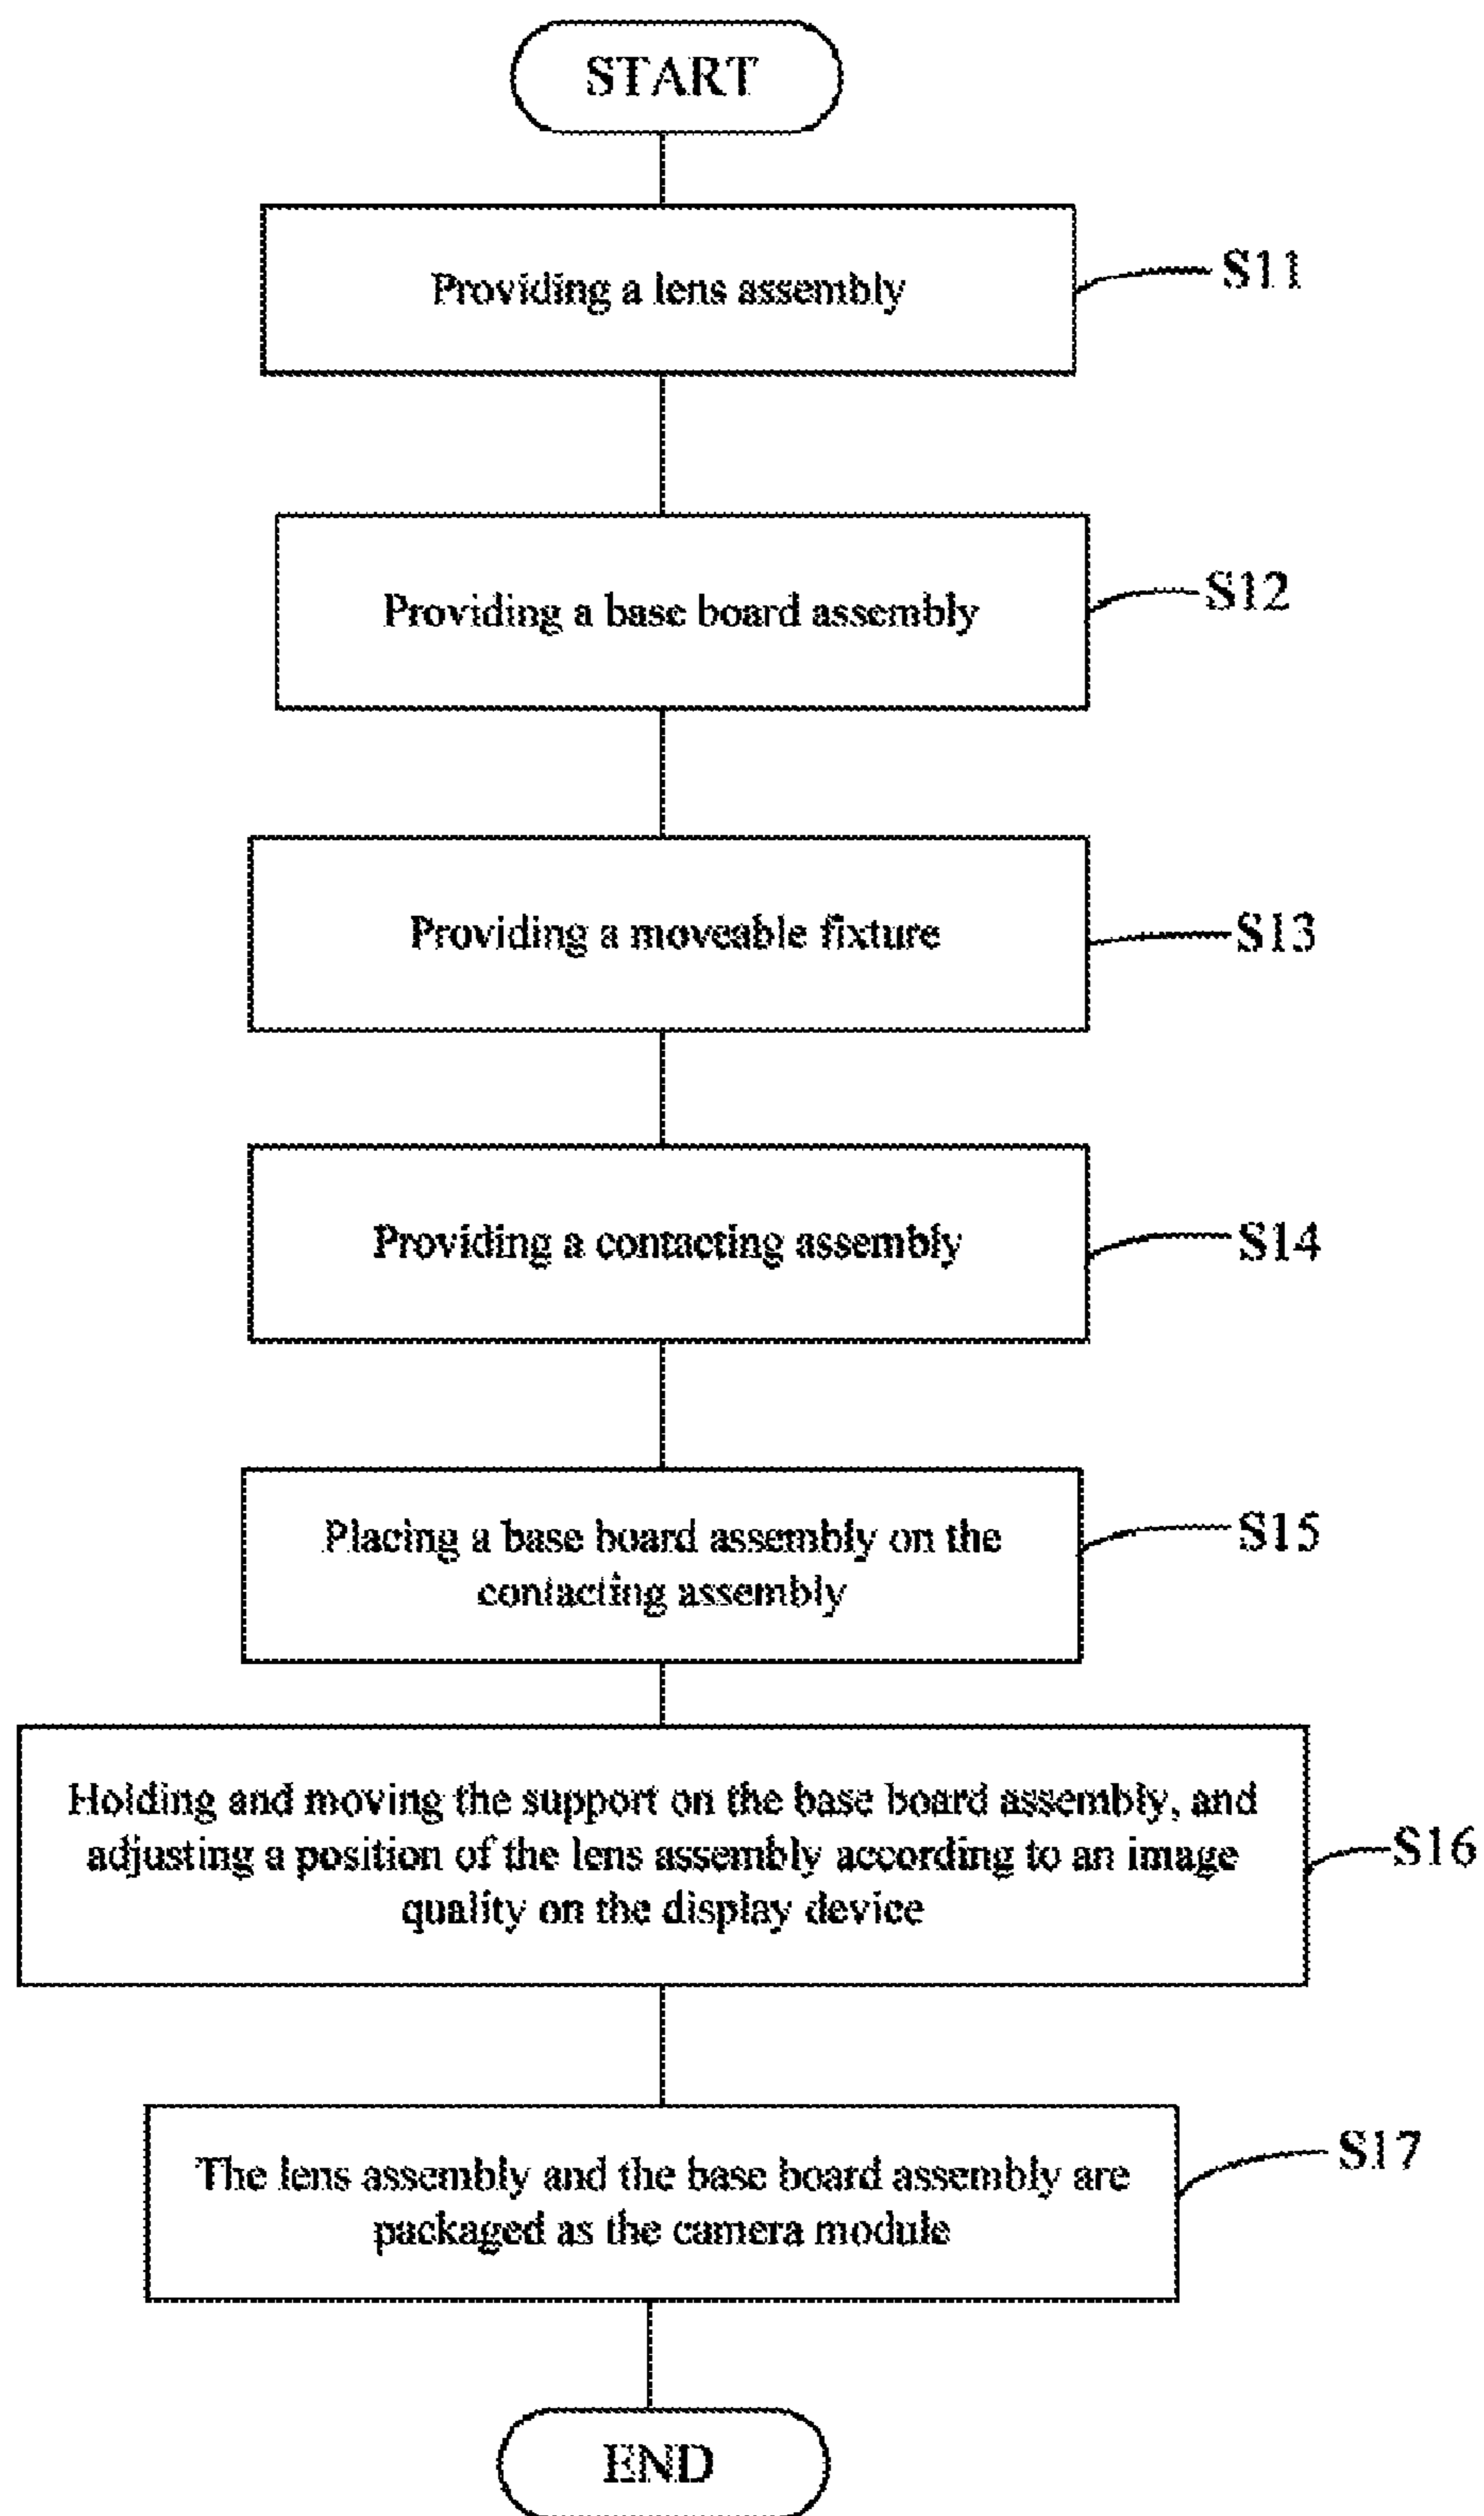 START
Providing a lens assembly
S11
Providing a base board assembly
S12
Providing a moveable fixture
S13
Providing a contacting assembly
S14
Placing a base board assembly on the
contacting assembly
S15
Holding and moving the support on the base board assembly, and
adjusting a position of the lens assembly according to an image
quality on the display device
S16
The lens assembly and the base board assembly are
packaged as the camera module
S17
END